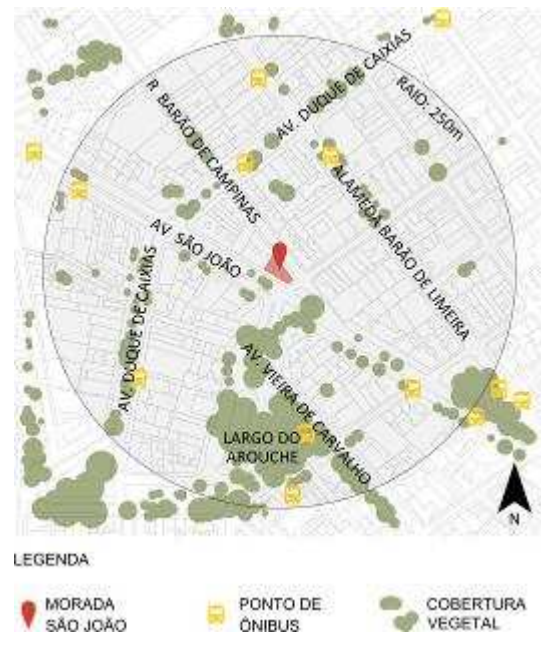 AV. DUQUE DE CAIXIAS
RAIO: 250m
R. BARÃO DE CAMPINAS
ALAMEDA BARÃO DE LIMEIRA
AV. SÃO JOÃO
AV. DUQUE DE CAIXIAS
AV. VIEIRA DE CARVALHO
LARGO DO
AROUCHE
N
LEGENDA
MORADA
SÃO JOÃO
PONTO DE
ÔNIBUS
COBERTURA
VEGETAL